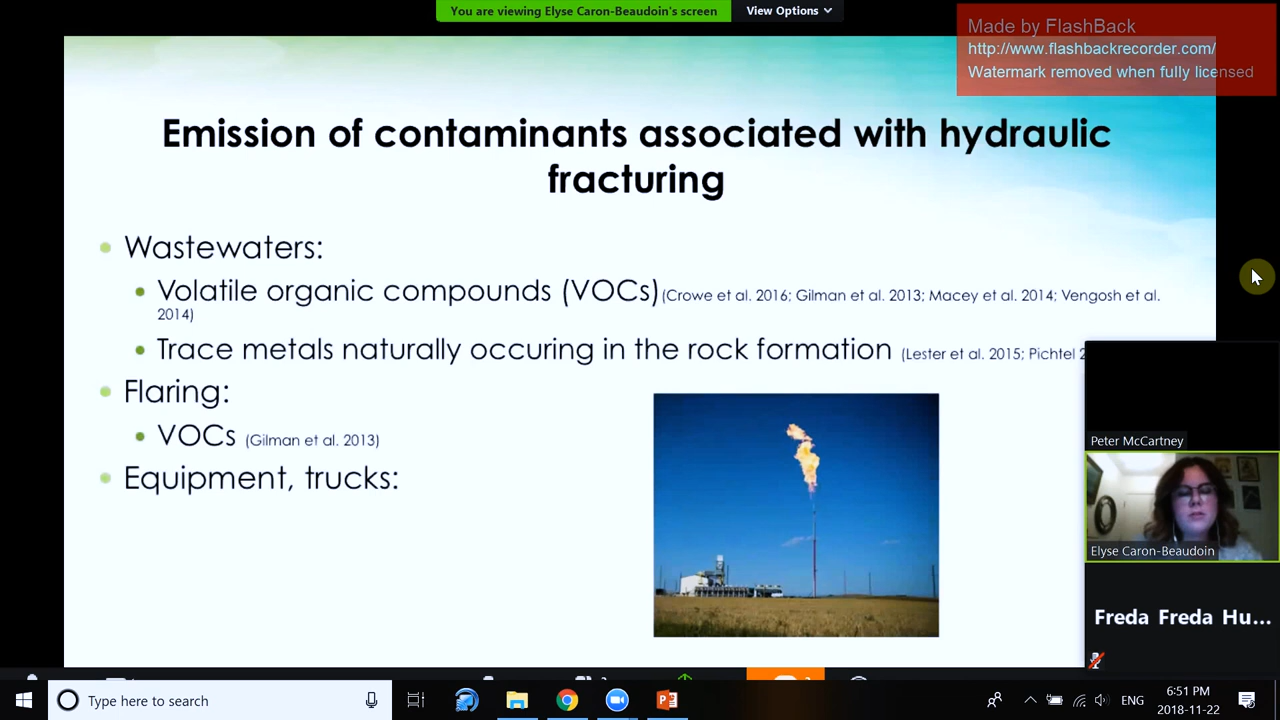 You are viewing Elyse Caron-Beaudoin's screen
View Options
Made by FlashBack
http://www.flashbackrecorder.com/
Watermark removed when fully licensed
Emission of contaminants associated with hydraulic
fracturing
Wastewaters:
Volatile organic compounds (VOCs)(Crowe et al. 2016; Gilman et al. 2013; Macey et al. 2014; Vengosh et al.
2014)
Trace metals naturally occuring in the rock formation (Lester et al. 2015; Pichtel
Flaring:
VOCs (Gilman et al. 2013)
Equipment, trucks:
Peter McCartney
Elyse Caron-Beaudoin
Freda Freda Hu...
Type here to search
ENG
6:51 PM
2018-11-22